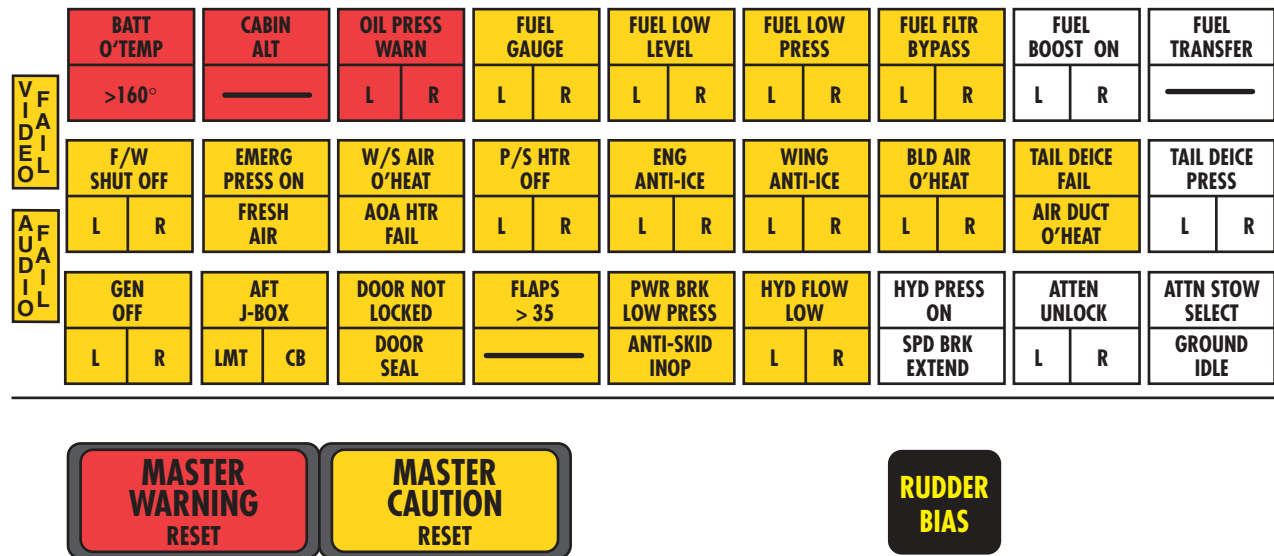 BATT
O'TEMP
>160°
CABIN
ALT
OIL PRESS
WARN
L R
FUEL
GAUGE
L R
FUEL LOW
LEVEL
L R
FUEL LOW
PRESS
L R
FUEL FLTR
BYPASS
L R
FUEL
BOOST ON
L R
FUEL
TRANSFER
VIDEO
FAIL
F/W
SHUT OFF
L R
EMERG
PRESS ON
FRESH
AIR
W/S AIR
O'HEAT
AOA HTR
FAIL
P/S HTR
OFF
L R
ENG
ANTI-ICE
L R
WING
ANTI-ICE
L R
BLD AIR
O'HEAT
L R
TAIL DEICE
FAIL
AIR DUCT
O'HEAT
TAIL DEICE
PRESS
L R
AUDIO
FAIL
GEN
OFF
L R
AFT
J-BOX
LMT CB
DOOR NOT
LOCKED
DOOR
SEAL
FLAPS
> 35
PWR BRK
LOW PRESS
ANTI-SKID
INOP
HYD FLOW
LOW
L R
HYD PRESS
ON
SPD BRK
EXTEND
ATTEN
UNLOCK
L R
ATTN STOW
SELECT
GROUND
IDLE
MASTER
WARNING
RESET
MASTER
CAUTION
RESET
RUDDER
BIAS